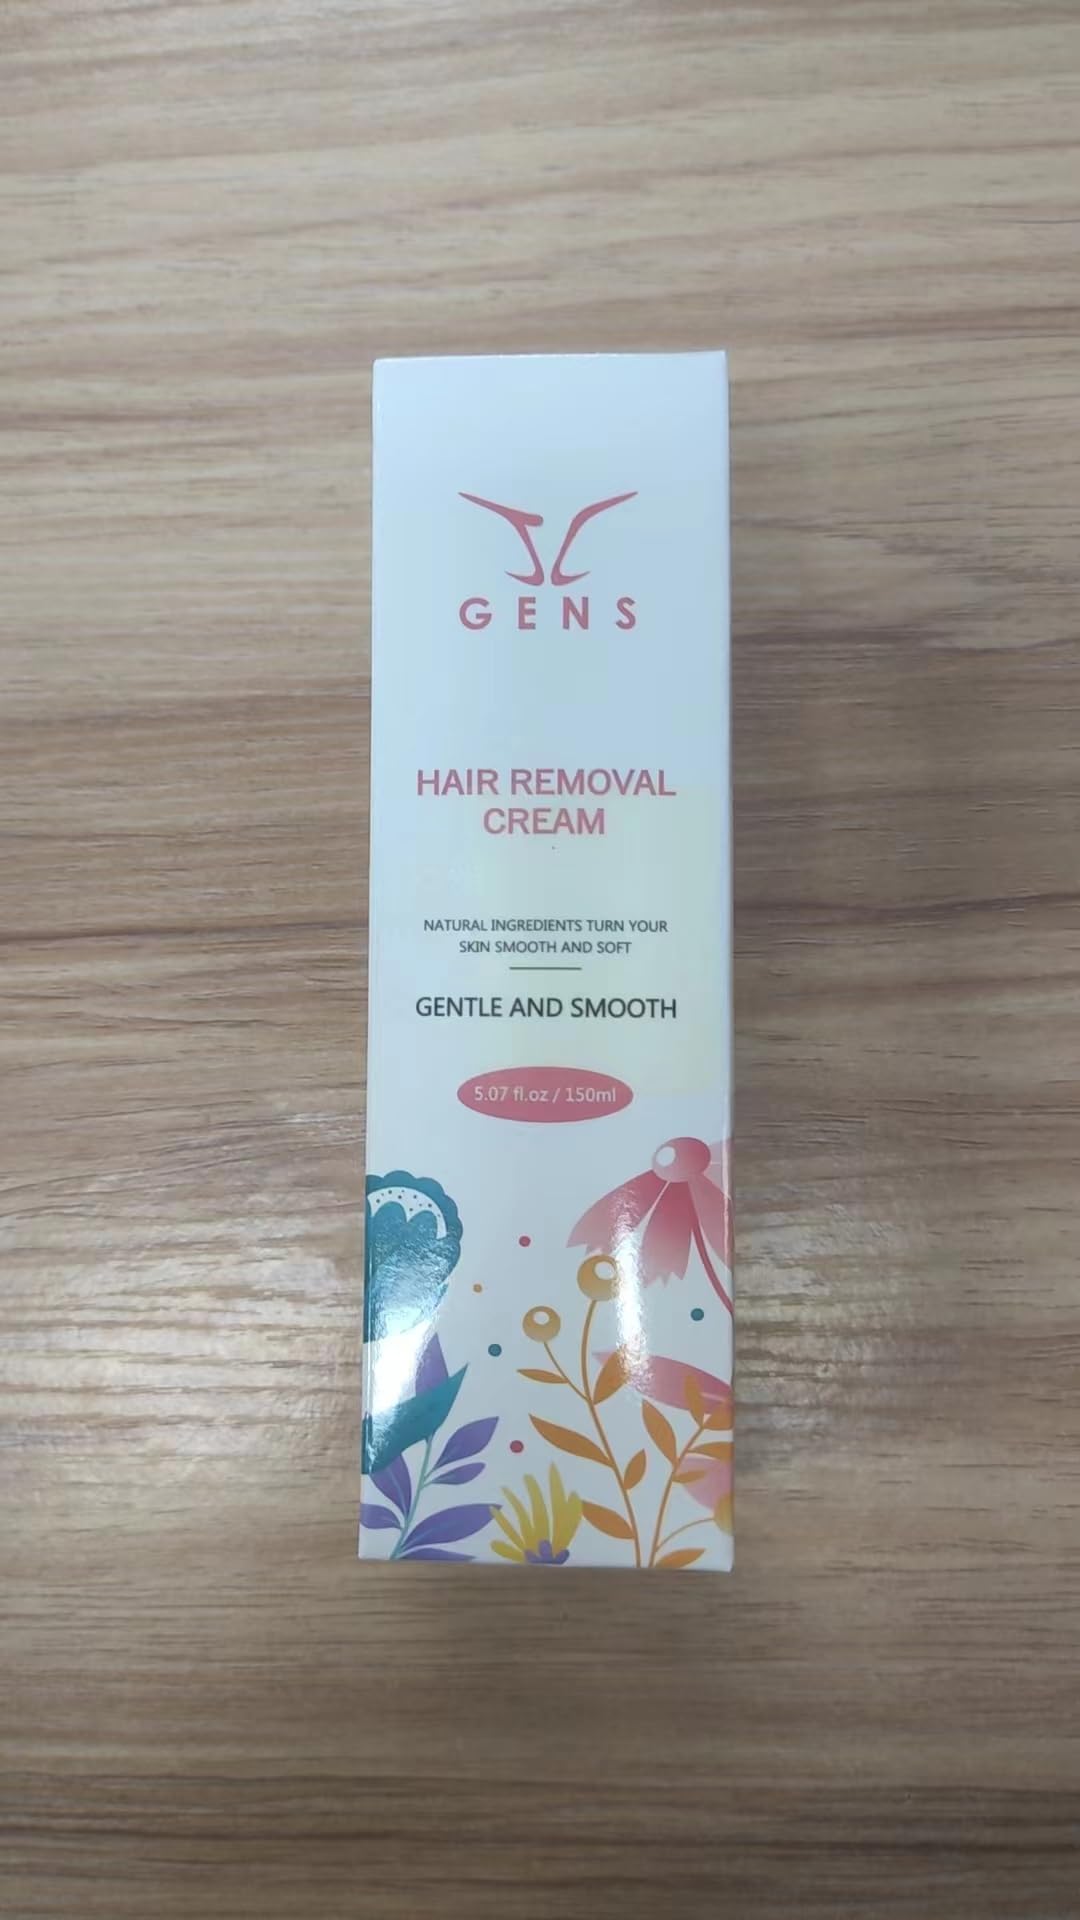 GENS
HAIR REMOVAL
CREAM
NATURAL INGREDIENTS TURN YOUR
SKIN SMOOTH AND SOFT
GENTLE AND SMOOTH
5.07 fl.oz / 150ml